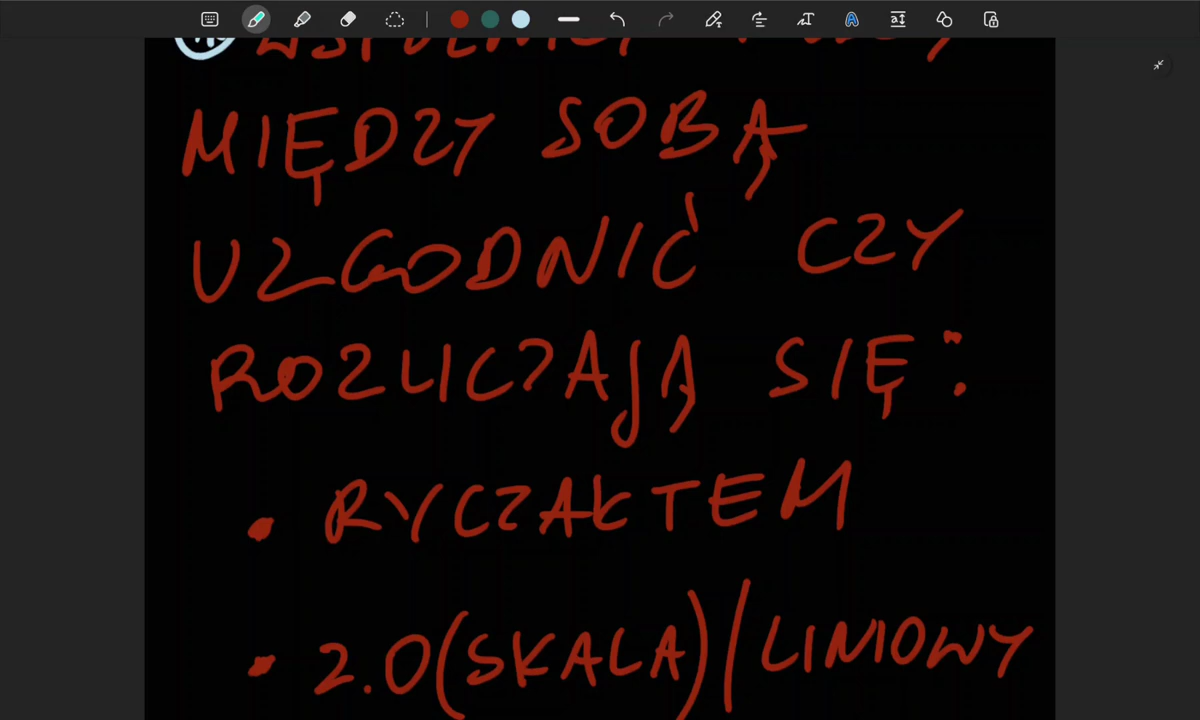 MIĘDZY SOBĄ
UZGODNIĆ CZY
ROZLICZAJĄ SIĘ:
• RYCZAŁTEM
• Z.O(SKALA)/LINIOWY